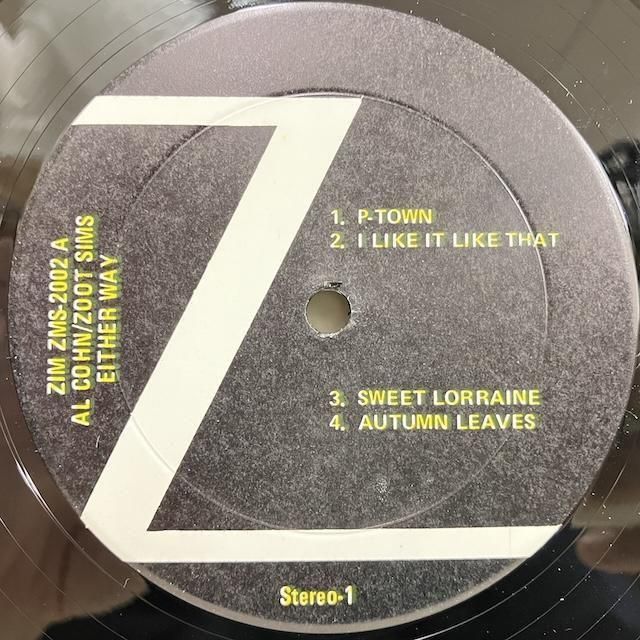 ZIM ZMS-2002 A
AL COHN/ZOOT SIMS
EITHER WAY
1. P-TOWN
2. I LIKE IT LIKE THAT
3. SWEET LORRAINE
4. AUTUMN LEAVES
Stereo-1